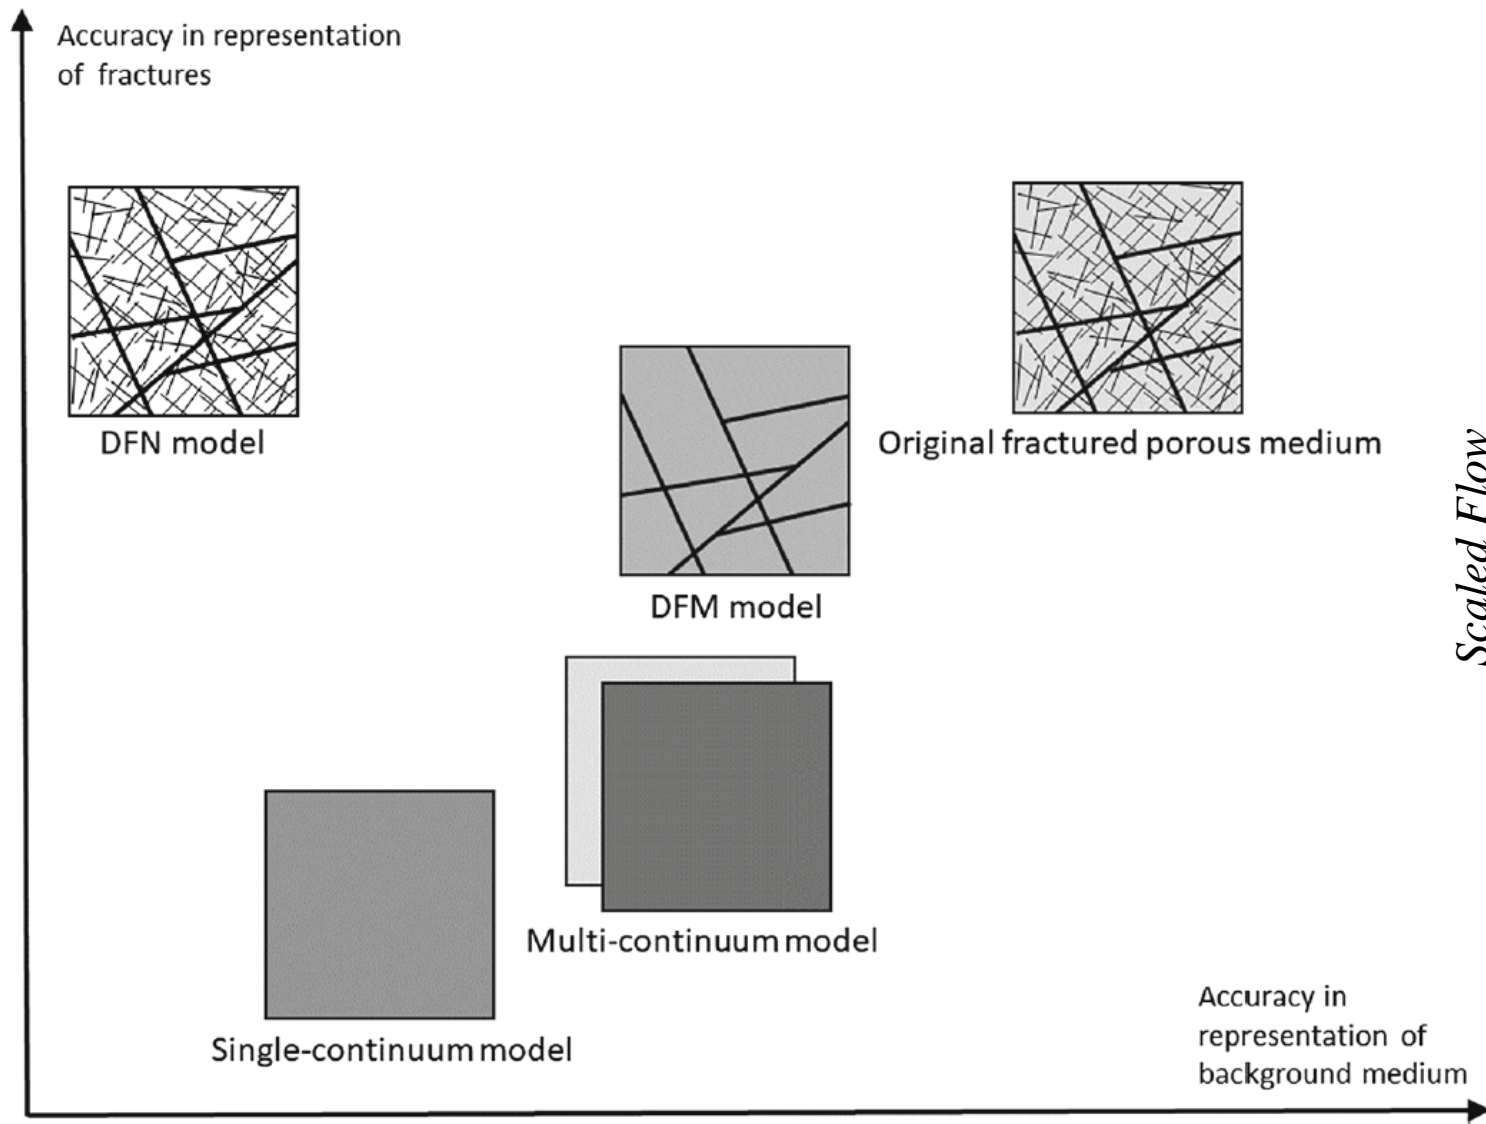 Accuracy in representation
of fractures
DFN model
Original fractured porous medium
DFM model
Scaled Flow
Multi-continuum model
Single-continuum model
Accuracy in
representation of
background medium